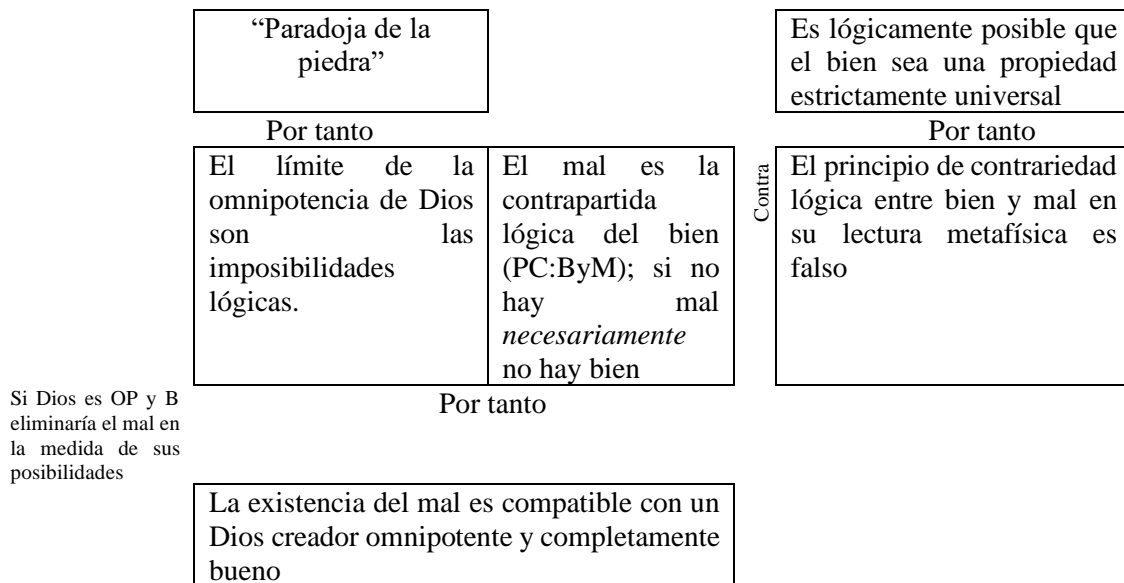 “Paradoja de la
piedra”
Es lógicamente posible que
el bien sea una propiedad
estrictamente universal
Por tanto
Por tanto
El límite de la
omnipotencia de Dios
son las
imposibilidades
lógicas.
El mal es la
contrapartida
lógica del bien
(PC:ByM); si no
hay mal
necesariamente
no hay bien
Contra
El principio de contrariedad
lógica entre bien y mal en
su lectura metafísica es
falso
Si Dios es OP y B
eliminaría el mal en
la medida de sus
posibilidades
Por tanto
La existencia del mal es compatible con un
Dios creador omnipotente y completamente
bueno